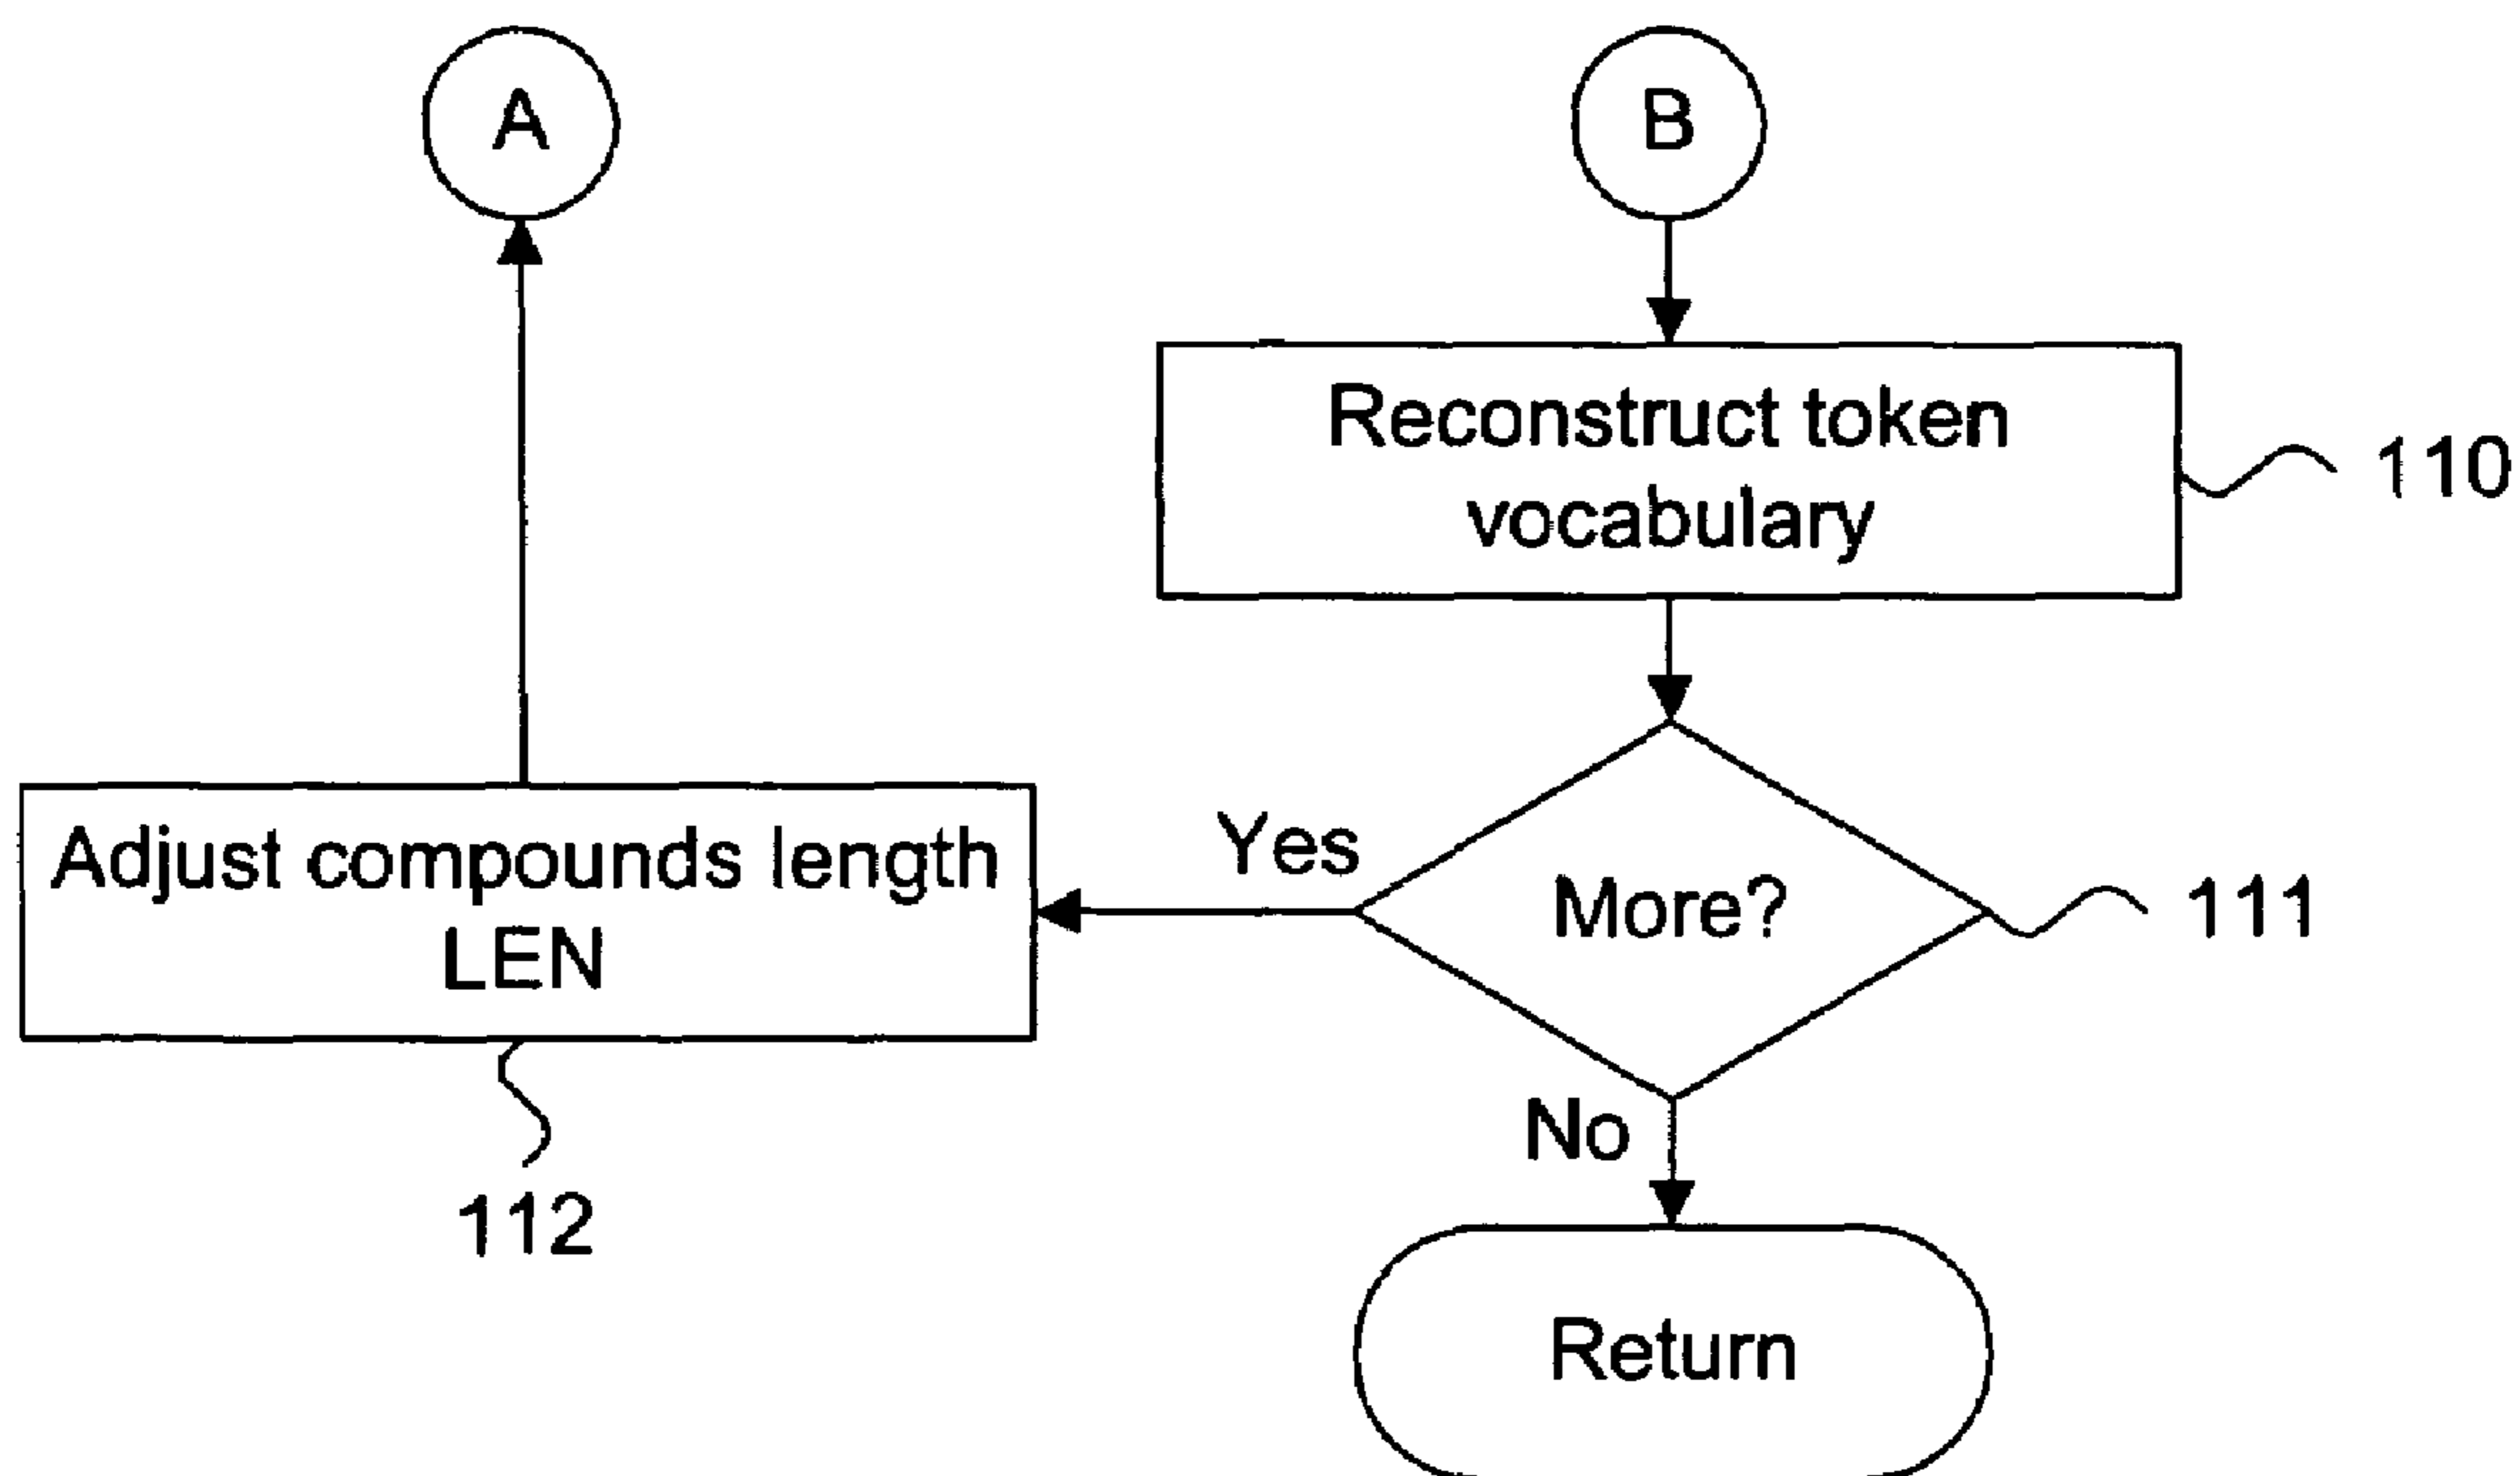 A
B
Reconstruct token
vocabulary
110
Yes
More?
111
Adjust compounds length
LEN
112
No
Return